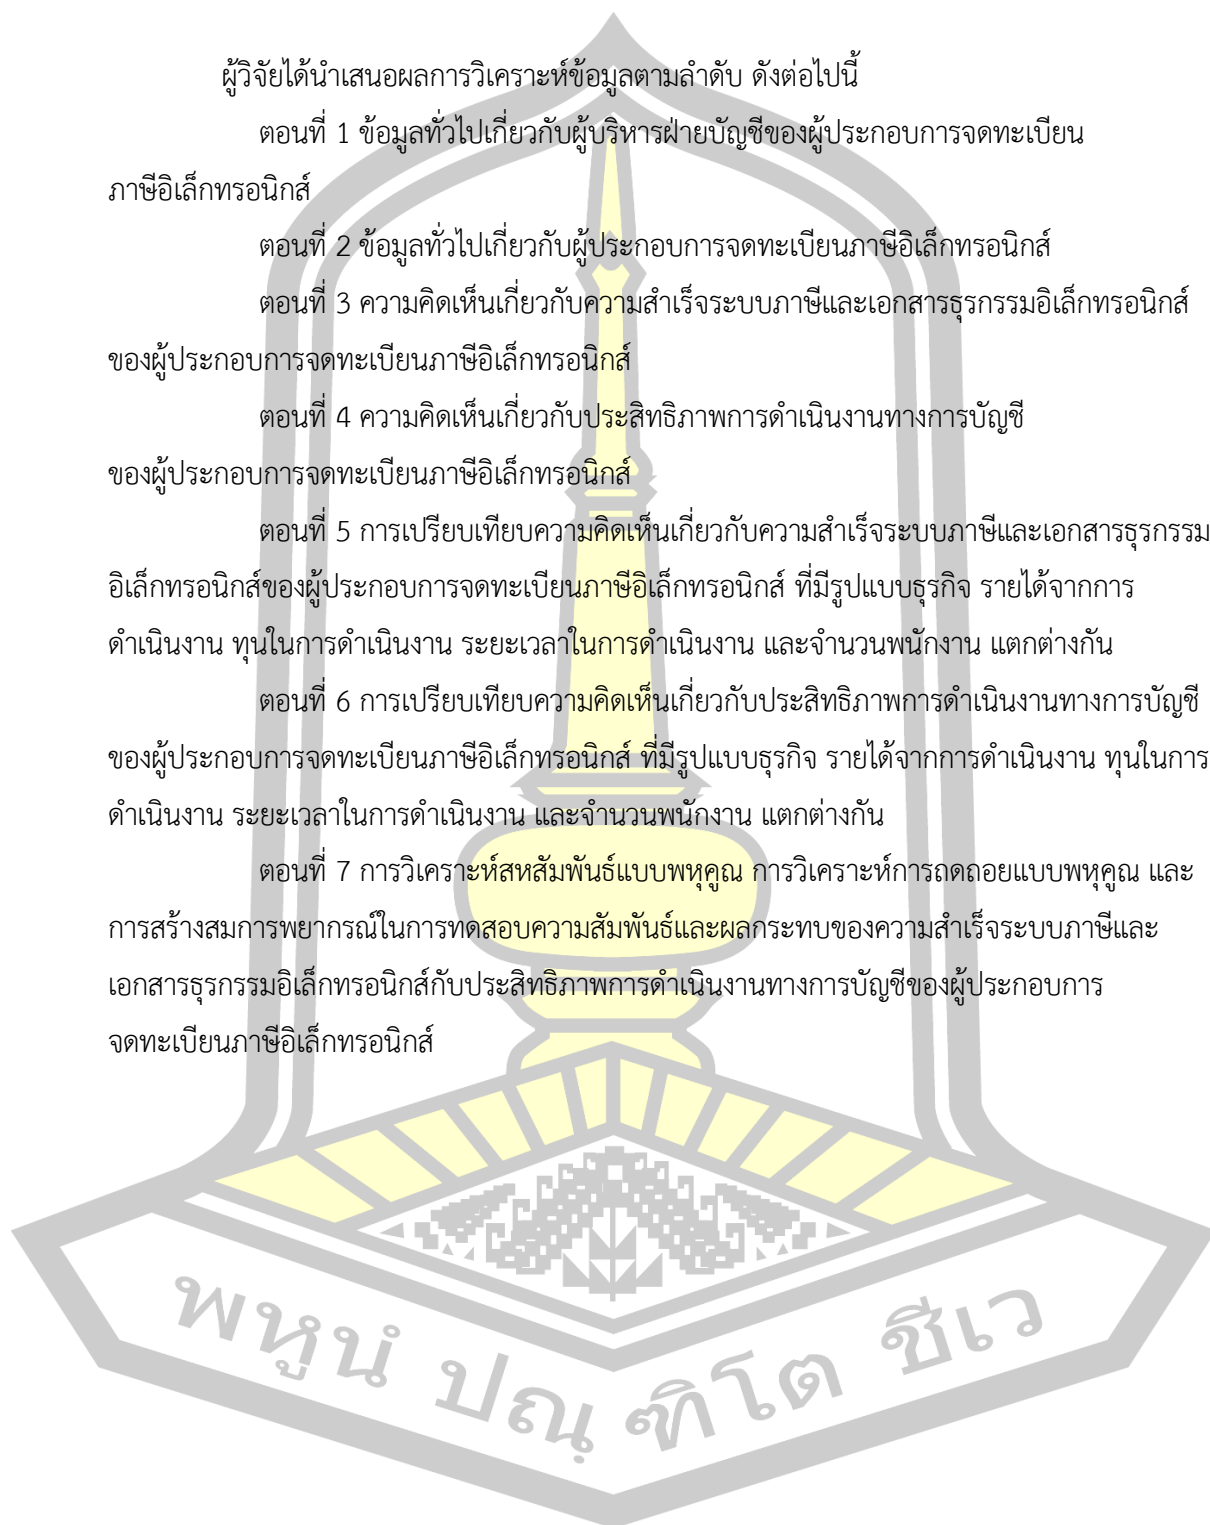 ผู้วิจัยได้นำเสนอผลการวิเคราะห์ข้อมูลตามลำดับ ดังต่อไปนี้
ตอนที่ 1 ข้อมูลทั่วไปเกี่ยวกับผู้บริหารฝ่ายบัญชีของผู้ประกอบการจดทะเบียน
ภาษีอิเล็กทรอนิกส์
ตอนที่ 2 ข้อมูลทั่วไปเกี่ยวกับผู้ประกอบการจดทะเบียนภาษีอิเล็กทรอนิกส์
ตอนที่ 3 ความคิดเห็นเกี่ยวกับความสำเร็จระบบภาษีและเอกสารธุรกรรมอิเล็กทรอนิกส์
ของผู้ประกอบการจดทะเบียนภาษีอิเล็กทรอนิกส์
ตอนที่ 4 ความคิดเห็นเกี่ยวกับประสิทธิภาพการดำเนินงานทางการบัญชี
ของผู้ประกอบการจดทะเบียนภาษีอิเล็กทรอนิกส์
ตอนที่ 5 การเปรียบเทียบความคิดเห็นเกี่ยวกับความสำเร็จระบบภาษีและเอกสารธุรกรรม
อิเล็กทรอนิกส์ของผู้ประกอบการจดทะเบียนภาษีอิเล็กทรอนิกส์ ที่มีรูปแบบธุรกิจ รายได้จากการ
ดำเนินงาน ทุนในการดำเนินงาน ระยะเวลาในการดำเนินงาน และจำนวนพนักงาน แตกต่างกัน
ตอนที่ 6 การเปรียบเทียบความคิดเห็นเกี่ยวกับประสิทธิภาพการดำเนินงานทางการบัญชี
ของผู้ประกอบการจดทะเบียนภาษีอิเล็กทรอนิกส์ ที่มีรูปแบบธุรกิจ รายได้จากการดำเนินงาน ทุนในการ
ดำเนินงาน ระยะเวลาในการดำเนินงาน และจำนวนพนักงาน แตกต่างกัน
ตอนที่ 7 การวิเคราะห์สหสัมพันธ์แบบพหุคูณ การวิเคราะห์การถดถอยแบบพหุคูณ และ
การสร้างสมการพยากรณ์ในการทดสอบความสัมพันธ์และผลกระทบของความสำเร็จระบบภาษีและ
เอกสารธุรกรรมอิเล็กทรอนิกส์กับประสิทธิภาพการดำเนินงานทางการบัญชีของผู้ประกอบการ
จดทะเบียนภาษีอิเล็กทรอนิกส์
พหูนํ ปณฺฑิโต ชีเว